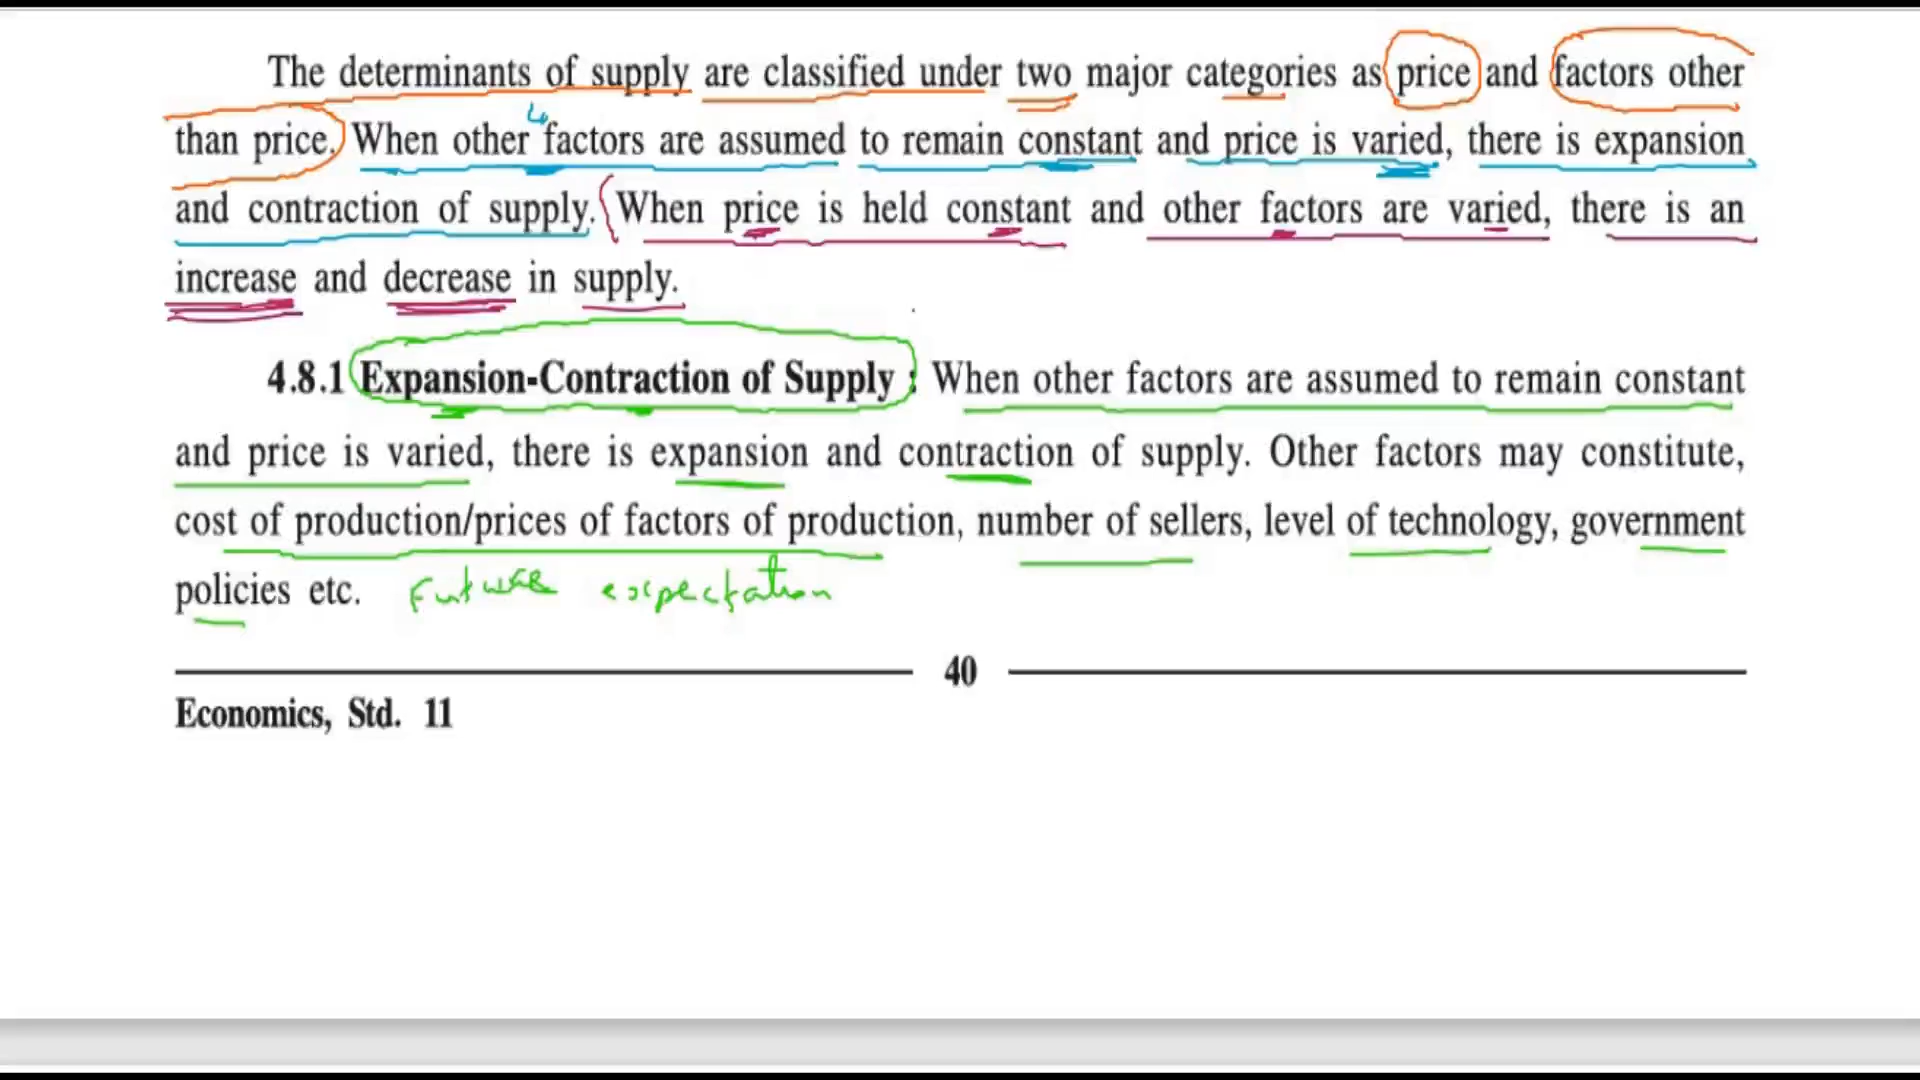 The determinants of supply are classified under two major categories as price and factors other
than price. When other factors are assumed to remain constant and price is varied, there is expansion
and contraction of supply. When price is held constant and other factors are varied, there is an
increase and decrease in supply.
4.8.1 Expansion-Contraction of Supply : When other factors are assumed to remain constant
and price is varied, there is expansion and contraction of supply. Other factors may constitute,
cost of production/prices of factors of production, number of sellers, level of technology, government
policies etc. Future expectation
40
Economics, Std. 11